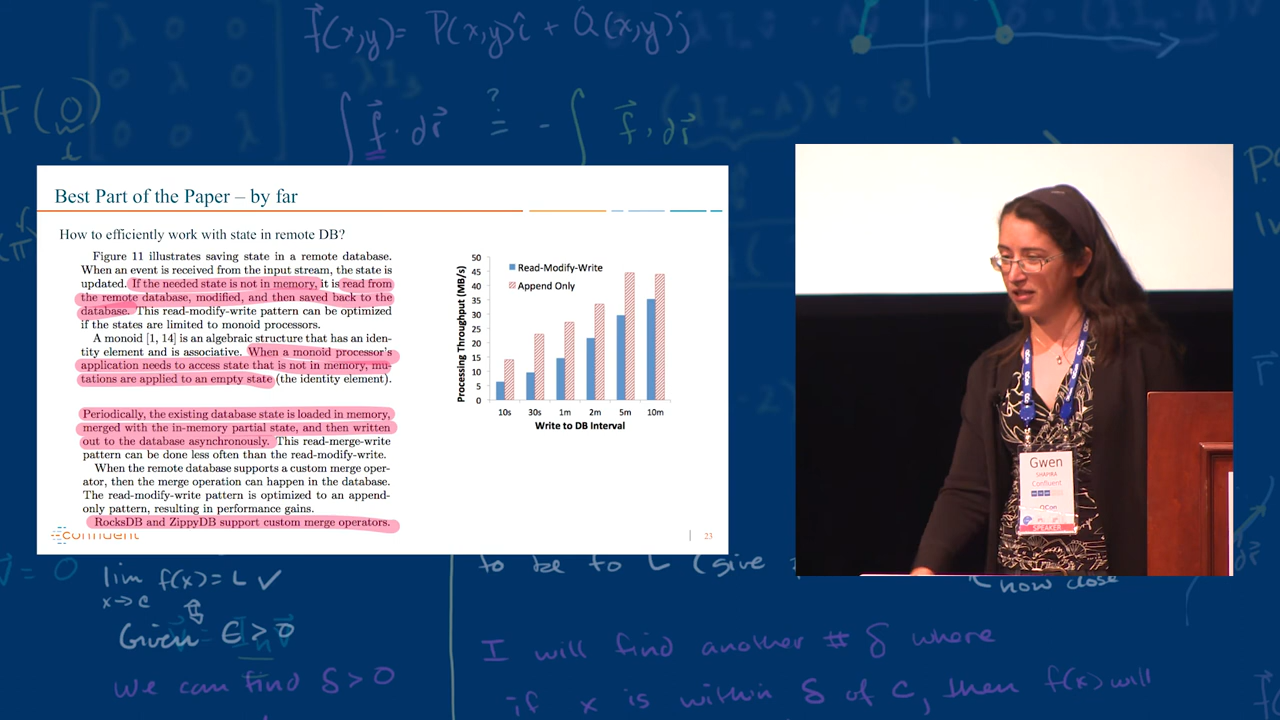 f(x,y) = P(x,y)i + Q(x,y)j
∫ f · dr ?= - ∫ f · dr
Best Part of the Paper – by far
How to efficiently work with state in remote DB?
Figure 11 illustrates saving state in a remote database.
When an event is received from the input stream, the state is
updated. If the needed state is not in memory, it is read from
the remote database, modified, and then saved back to the
database. This read-modify-write pattern can be optimized
if the states are limited to monoid processors.
A monoid [1, 14] is an algebraic structure that has an iden-
tity element and is associative. When a monoid processor's
application needs to access state that is not in memory, mu-
tations are applied to an empty state (the identity element).
Periodically, the existing database state is loaded in memory,
merged with the in-memory partial state, and then written
out to the database asynchronously. This read-merge-write
pattern can be done less often than the read-modify-write.
When the remote database supports a custom merge oper-
ator, then the merge operation can happen in the database.
The read-modify-write pattern is optimized to an append-
only pattern, resulting in performance gains.
RocksDB and ZippyDB support custom merge operators.
confluent
23
Processing Throughput (MB/s)
50
45
40
35
30
25
20
15
10
5
0
Read-Modify-Write
Append Only
10s 30s 1m 2m 5m 10m
Write to DB Interval
Gwen
SHAPIRA
Confluent
QCon
SPEAKER
lim f(x) = L ✓
x→c
Given ε > 0
we can find δ > 0
to be to L (give
how close
I will find another # δ where
if x is within δ of c, then f(x) will